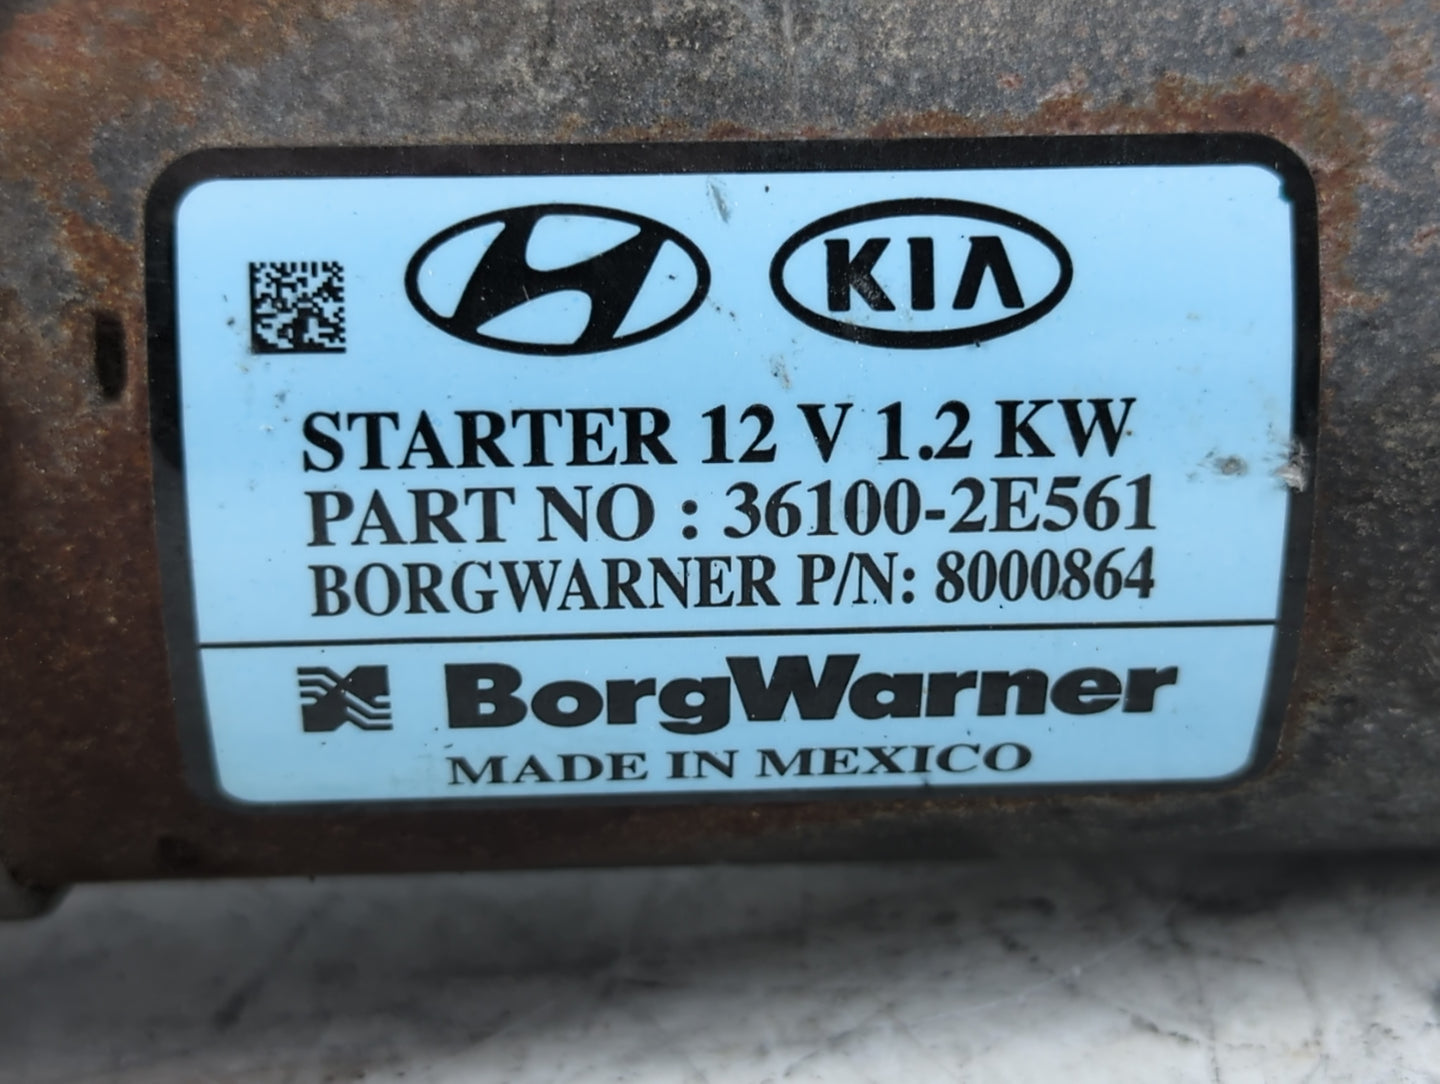 KIA
STARTER 12 V 1.2 KW
PART NO : 36100-2E561
BORGWARNER P/N: 8000864
BorgWarner
MADE IN MEXICO